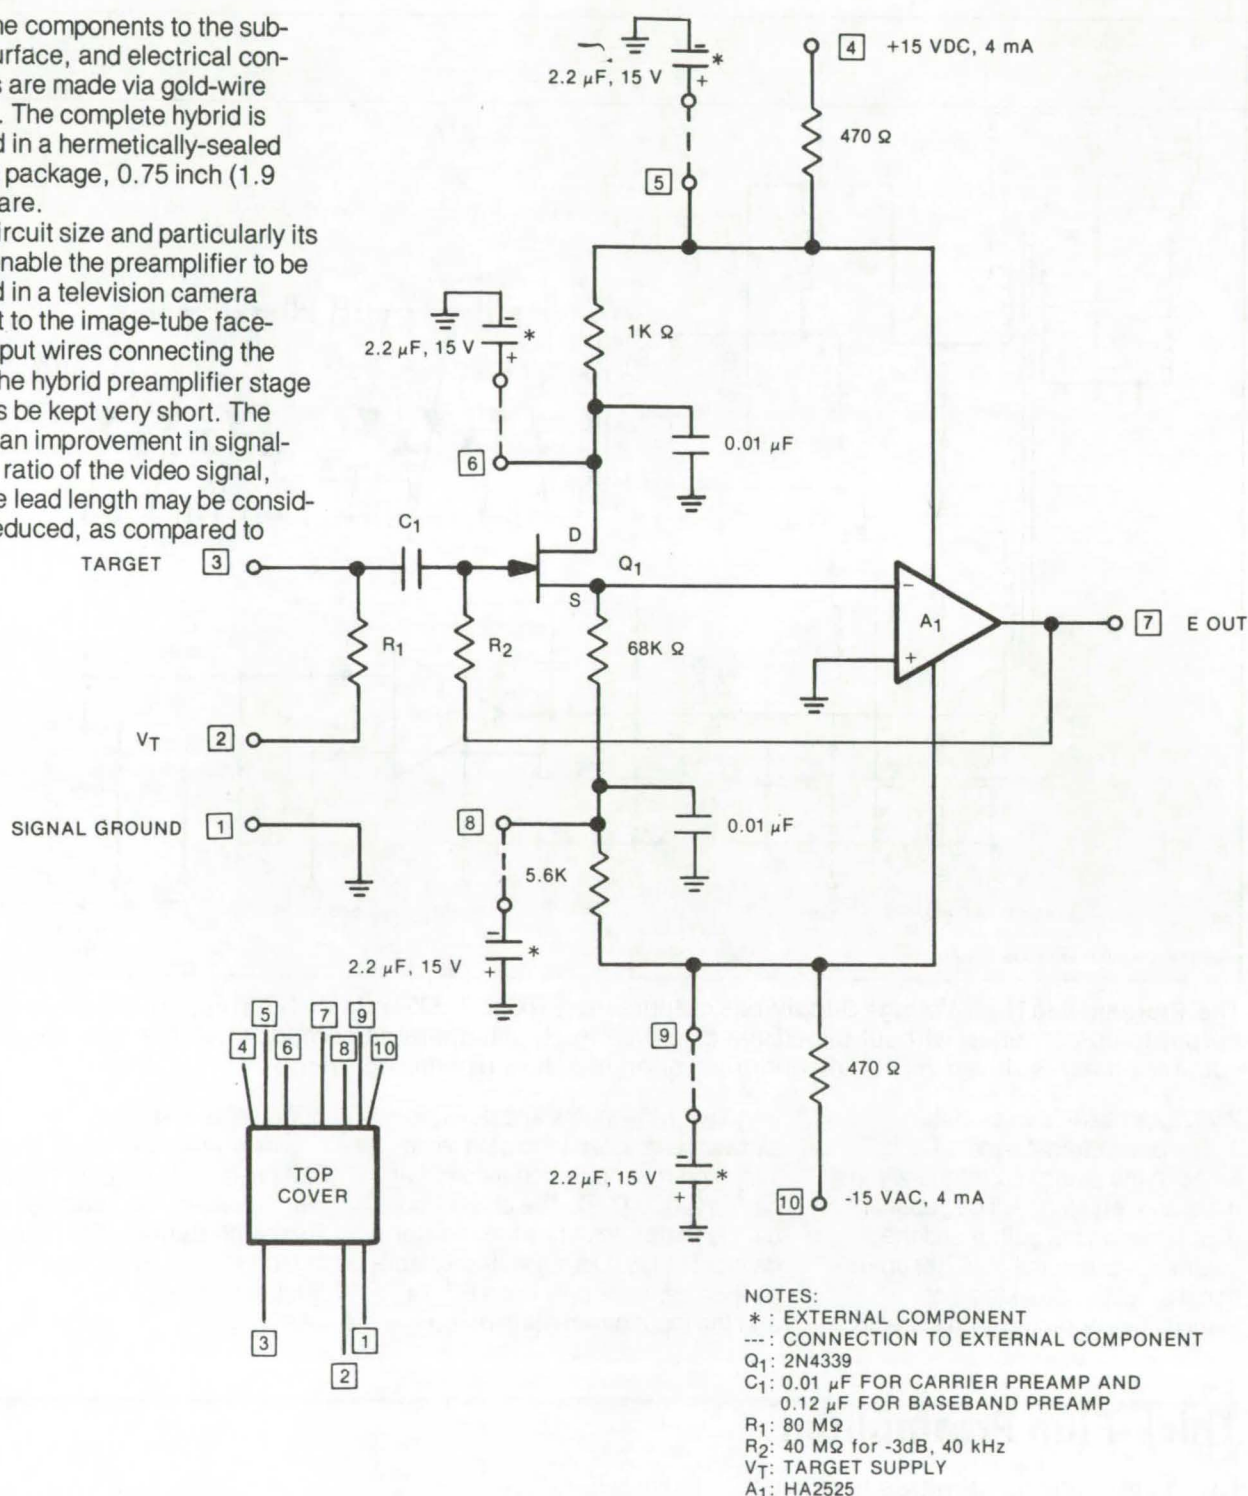 ne components to the sub-
urface, and electrical con-
s are made via gold-wire
. The complete hybrid is
d in a hermetically-sealed
package, 0.75 inch (1.9
are.
ircuit size and particularly its
nable the preamplifier to be
d in a television camera
t to the image-tube face-
put wires connecting the
he hybrid preamplifier stage
s be kept very short. The
an improvement in signal-
ratio of the video signal,
e lead length may be consid-
educed, as compared to
2.2 µF, 15 V
-
*
+
5
4 +15 VDC, 4 mA
470 Ω
2.2 µF, 15 V
-
*
+
6
1K Ω
0.01 µF
TARGET 3
C1
D
Q1
S
R1
R2
68K Ω
-
A1
+
7 E OUT
VT 2
SIGNAL GROUND 1
8
0.01 µF
5.6K
2.2 µF, 15 V
-
*
+
9
470 Ω
2.2 µF, 15 V
-
*
+
10 -15 VAC, 4 mA
4 5 6 7 8 9 10
TOP
COVER
3 2 1
NOTES:
* : EXTERNAL COMPONENT
---: CONNECTION TO EXTERNAL COMPONENT
Q1: 2N4339
C1: 0.01 µF FOR CARRIER PREAMP AND
0.12 µF FOR BASEBAND PREAMP
R1: 80 MΩ
R2: 40 MΩ for -3dB, 40 kHz
VT: TARGET SUPPLY
A1: HA2525